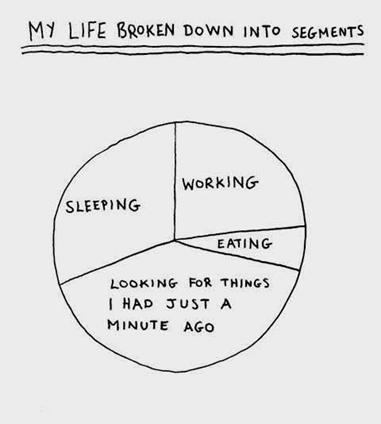 MY LIFE BROKEN DOWN INTO SEGMENTS
WORKING
SLEEPING
EATING
LOOKING FOR THINGS
I HAD JUST A
MINUTE AGO